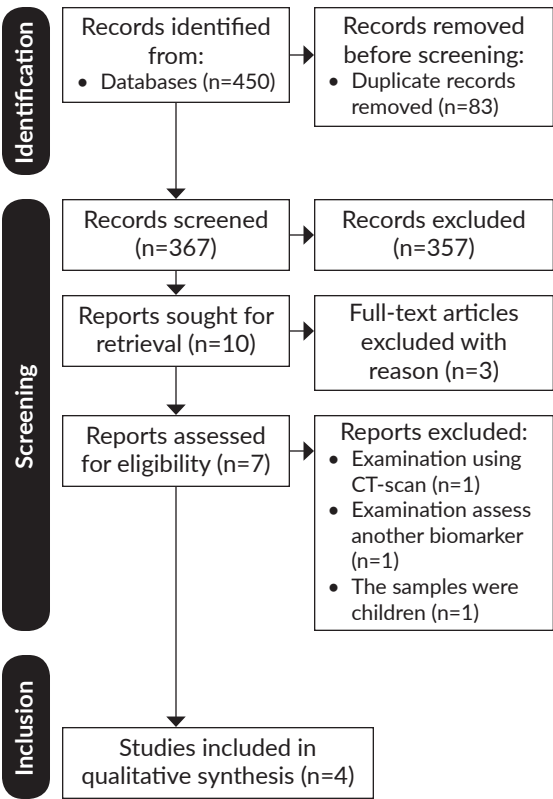 Identification
Records identified
from:
• Databases (n=450)
Records removed
before screening:
• Duplicate records
removed (n=83)
Screening
Records screened
(n=367)
Records excluded
(n=357)
Reports sought for
retrieval (n=10)
Full-text articles
excluded with
reason (n=3)
Reports assessed
for eligibility (n=7)
Reports excluded:
• Examination using
CT-scan (n=1)
• Examination assess
another biomarker
(n=1)
• The samples were
children (n=1)
Inclusion
Studies included in
qualitative synthesis (n=4)